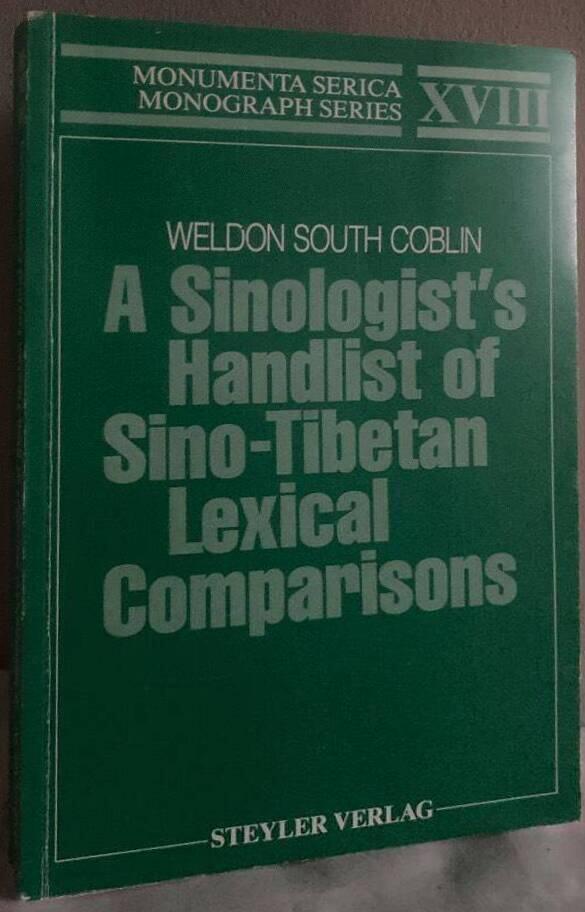 MONUMENTA SERICA
MONOGRAPH SERIES
XVIII
WELDON SOUTH COBLIN
A Sinologist's
Handlist of
Sino-Tibetan
Lexical
Comparisons
STEYLER VERLAG